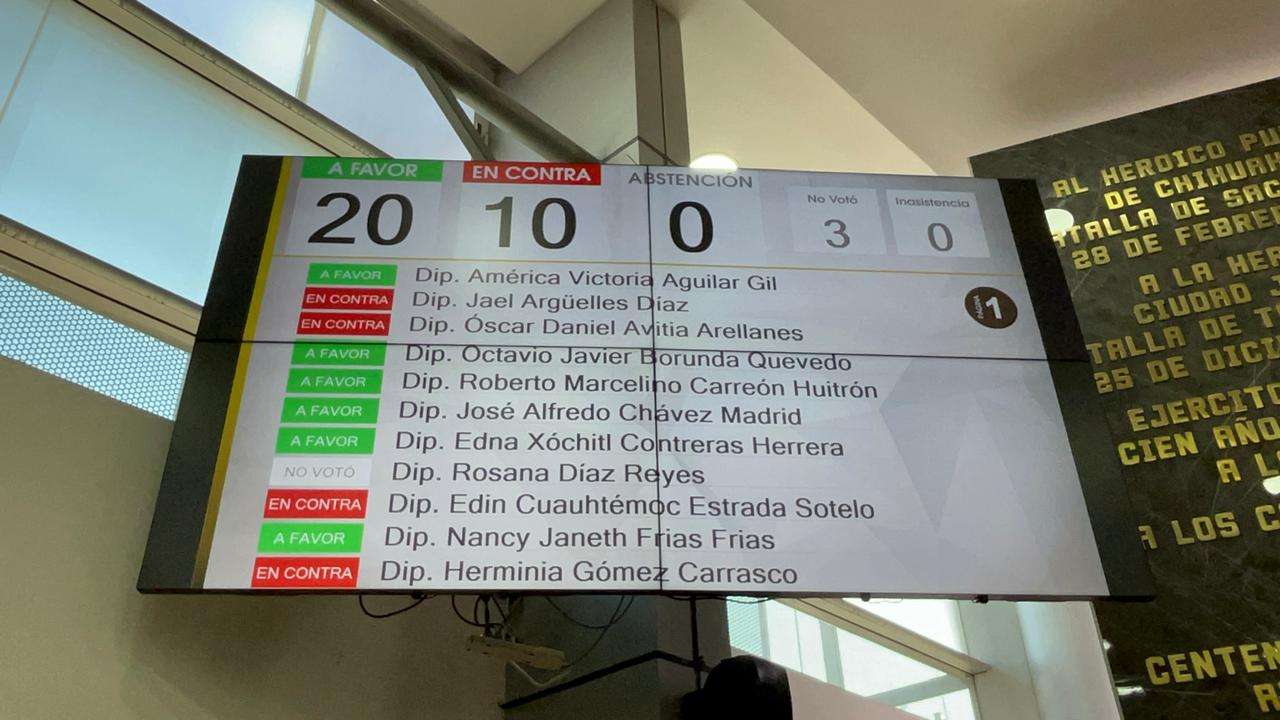 A FAVOR EN CONTRA ABSTENCIÓN No Votó Inasistencia
20 10 0 3 0
A FAVOR Dip. América Victoria Aguilar Gil
EN CONTRA Dip. Jael Argüelles Díaz
EN CONTRA Dip. Óscar Daniel Avitia Arellanes
A FAVOR Dip. Octavio Javier Borunda Quevedo
A FAVOR Dip. Roberto Marcelino Carreón Huitrón
A FAVOR Dip. José Alfredo Chávez Madrid
A FAVOR Dip. Edna Xóchitl Contreras Herrera
NO VOTÓ Dip. Rosana Díaz Reyes
EN CONTRA Dip. Edin Cuauhtémoc Estrada Sotelo
A FAVOR Dip. Nancy Janeth Frias Frias
EN CONTRA Dip. Herminia Gómez Carrasco
PÁGINA 1
AL HEROICO PU
DE CHIHUAH
ATALLA DE SAC
28 DE FEBRE
A LA HER
CIUDAD J
TALLA DE T
25 DE DICI
EJERCITO
CIEN AÑO
A L
A LOS C
CENTEN